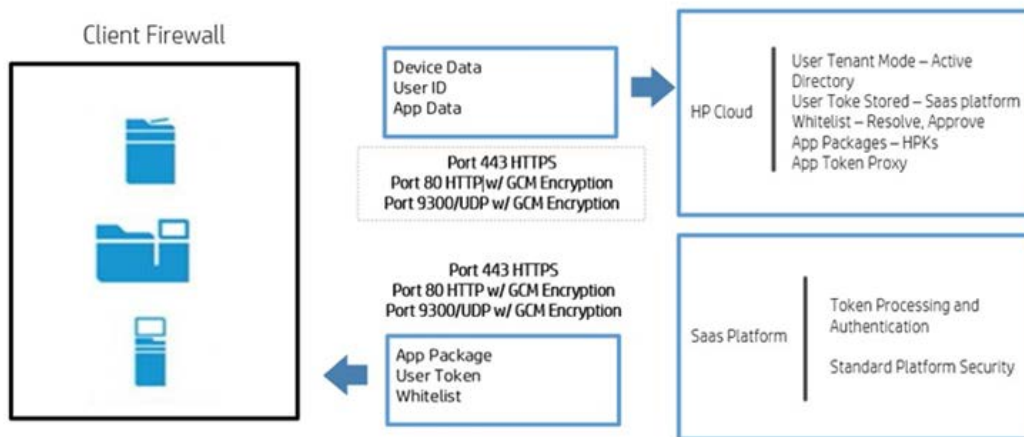 Client Firewall
Device Data
User ID
App Data
Port 443 HTTPS
Port 80 HTTP|w/ GCM Encryption
Port 9300/UDP w/ GCM Encryption
HP Cloud
User Tenant Mode – Active
Directory
User Toke Stored – Saas platform
Whitelist – Resolve, Approve
App Packages – HPKs
App Token Proxy
Port 443 HTTPS
Port 80 HTTP w/ GCM Encryption
Port 9300/UDP w/ GCM Encryption
App Package
User Token
Whitelist
Saas Platform
Token Processing and
Authentication
Standard Platform Security